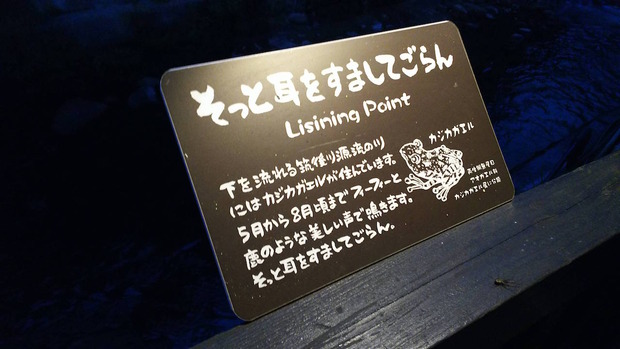 そっと耳をすましてごらん
Lisining Point
下を流れる筑後川源流の川
にはカジカガエルが住んでいます。
5月から8月頃までフィーフィーと
鹿のような美しい声で鳴きます。
そっと耳をすましてごらん。
カジカガエル